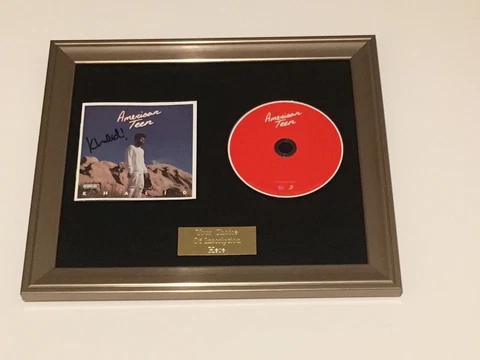 American
Teen
Khalid!
KHALID
American
Teen
Your Choice
Of Inscription
Here